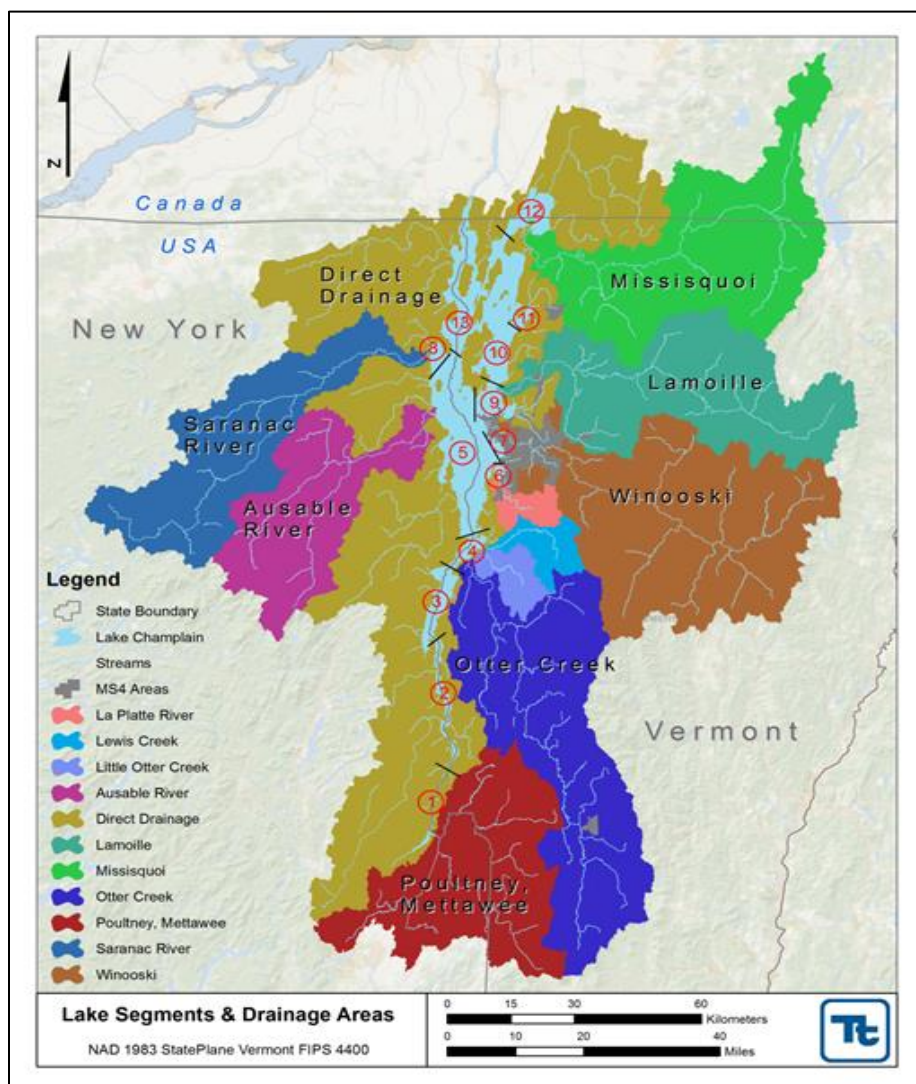 N
Canada
USA
New York
Direct
Drainage
Missisquoi
Lamoille
Saranac
River
Ausable
River
Winooski
Otter Creek
Vermont
Poultney,
Mettawee
12
13
11
8
10
9
7
5
6
4
3
2
1
Legend
State Boundary
Lake Champlain
Streams
MS4 Areas
La Platte River
Lewis Creek
Little Otter Creek
Ausable River
Direct Drainage
Lamoille
Missisquoi
Otter Creek
Poultney, Mettawee
Saranac River
Winooski
Lake Segments & Drainage Areas
NAD 1983 StatePlane Vermont FIPS 4400
0 15 30 60
Kilometers
0 10 20 40
Miles
Tt